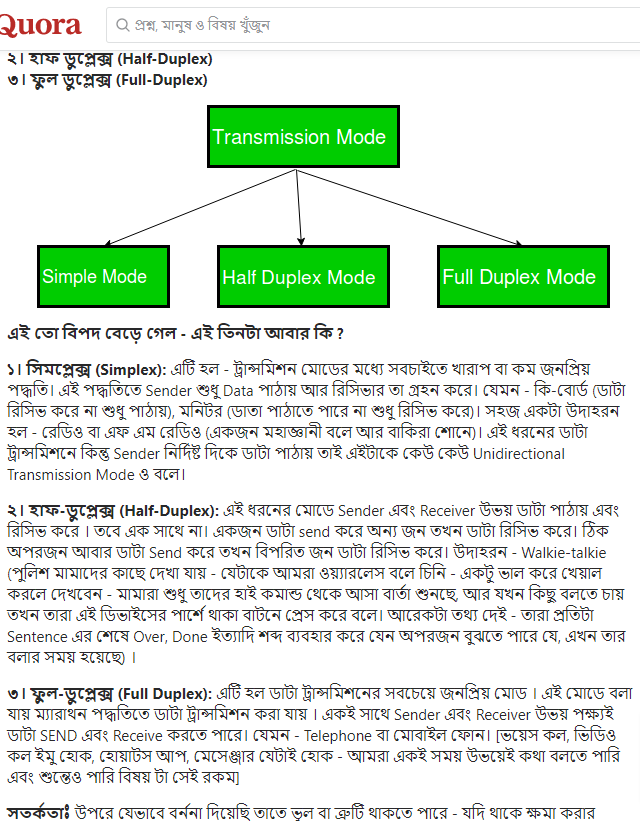 Quora
প্রশ্ন, মানুষ ও বিষয় খুঁজুন
২। হাফ ডুপ্লেক্স (Half-Duplex)
৩। ফুল ডুপ্লেক্স (Full-Duplex)
Transmission Mode
Simple Mode
Half Duplex Mode
Full Duplex Mode
এই তো বিপদ বেড়ে গেল - এই তিনটা আবার কি ?
১। সিমপ্লেক্স (Simplex): এটি হল - ট্রান্সমিশন মোডের মধ্যে সবচাইতে খারাপ বা কম জনপ্রিয়
পদ্ধতি। এই পদ্ধতিতে Sender শুধু Data পাঠায় আর রিসিভার তা গ্রহন করে। যেমন - কি-বোর্ড (ডাটা
রিসিভ করে না শুধু পাঠায়), মনিটর (ডাতা পাঠাতে পারে না শুধু রিসিভ করে)। সহজ একটা উদাহরন
হল - রেডিও বা এফ এম রেডিও (একজন মহাজ্ঞানী বলে আর বাকিরা শোনে)। এই ধরনের ডাটা
ট্রান্সমিশনে কিন্তু Sender নির্দিষ্ট দিকে ডাটা পাঠায় তাই এইটাকে কেউ কেউ Unidirectional
Transmission Mode ও বলে।
২। হাফ-ডুপ্লেক্স (Half-Duplex): এই ধরনের মোডে Sender এবং Receiver উভয় ডাটা পাঠায় এবং
রিসিভ করে । তবে এক সাথে না। একজন ডাটা send করে অন্য জন তখন ডাটা রিসিভ করে। ঠিক
অপরজন আবার ডাটা Send করে তখন বিপরিত জন ডাটা রিসিভ করে। উদাহরন - Walkie-talkie
(পুলিশ মামাদের কাছে দেখা যায় - যেটাকে আমরা ওয়্যারলেস বলে চিনি - একটু ভাল করে খেয়াল
করলে দেখবেন - মামারা শুধু তাদের হাই কমান্ড থেকে আসা বার্তা শুনছে, আর যখন কিছু বলতে চায়
তখন তারা এই ডিভাইসের পার্শে থাকা বাটনে প্রেস করে বলে। আরেকটা তথ্য দেই - তারা প্রতিটা
Sentence এর শেষে Over, Done ইত্যাদি শব্দ ব্যবহার করে যেন অপরজন বুঝতে পারে যে, এখন তার
বলার সময় হয়েছে) ।
৩। ফুল-ডুপ্লেক্স (Full Duplex): এটি হল ডাটা ট্রান্সমিশনের সবচেয়ে জনপ্রিয় মোড । এই মোডে বলা
যায় ম্যারাথন পদ্ধতিতে ডাটা ট্রান্সমিশন করা যায় । একই সাথে Sender এবং Receiver উভয় পক্ষ্যই
ডাটা SEND এবং Receive করতে পারে। যেমন - Telephone বা মোবাইল ফোন। [ভয়েস কল, ভিডিও
কল ইমু হোক, হোয়াটস আপ, মেসেঞ্জার যেটাই হোক - আমরা একই সময় উভয়েই কথা বলতে পারি
এবং শুন্তেও পারি বিষয় টা সেই রকম]
সতর্কতাঃ উপরে যেভাবে বর্ননা দিয়েছি তাতে ভুল বা ত্রুটি থাকতে পারে - যদি থাকে ক্ষমা করার